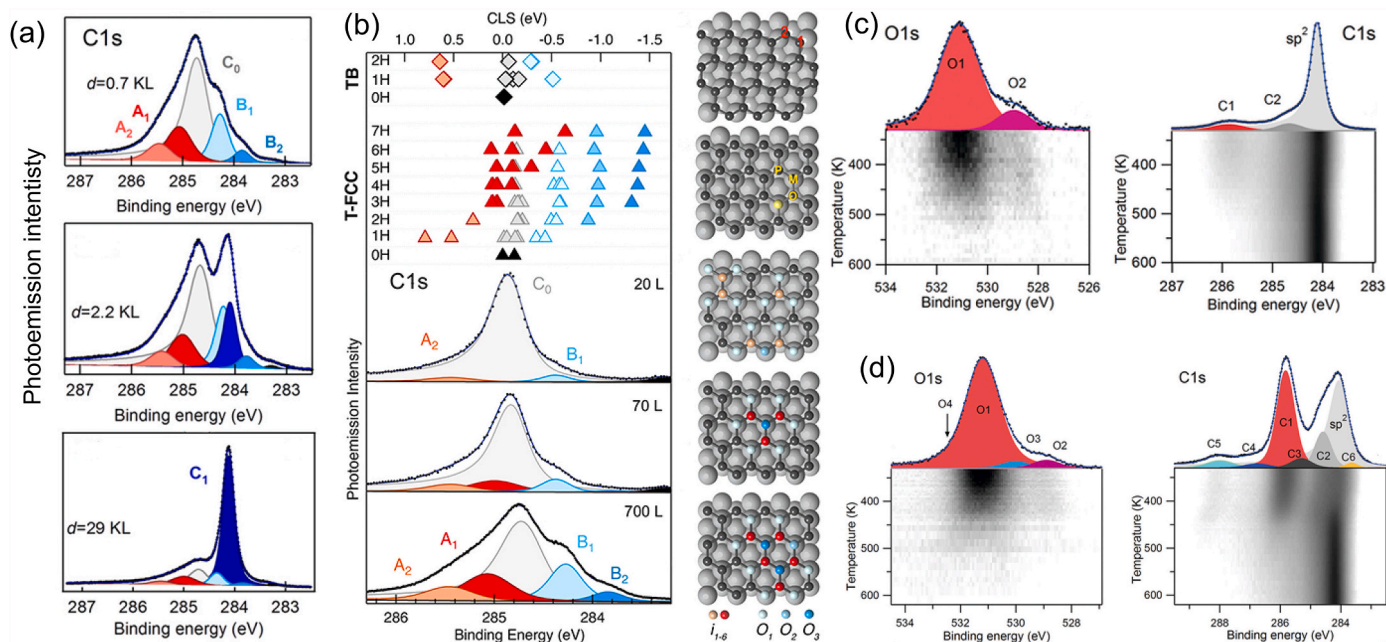 (a)
C1s
d=0.7 KL
C0
A1
A2
B1
B2
287 286 285 284 283
Binding energy (eV)
d=2.2 KL
287 286 285 284 283
Binding energy (eV)
C1
d=29 KL
287 286 285 284 283
Binding energy (eV)
Photoemission intentisty
(b)
CLS (eV)
1.0 0.5 0.0 -0.5 -1.0 -1.5
TB
2H
1H
0H
T-FCC
7H
6H
5H
4H
3H
2H
1H
0H
C1s
C0
20 L
A2
B1
70 L
700 L
A1
A2
B1
B2
Photoemission Intensity
286 285 284 283
Binding Energy (eV)
2 1
P
M
O
i1-6 O1 O2 O3
(c)
O1s
O1
O2
Temperature (K)
400
500
600
534 532 530 528 526
Binding energy (eV)
C1s
sp2
C1
C2
Temperature (K)
400
500
600
287 286 285 284 283
Binding energy (eV)
(d)
O1s
O4
O1
O3
O2
Temperature (K)
400
500
600
534 532 530 528
Binding energy (eV)
C1s
C1
sp2
C5
C4
C3
C2
C6
Temperature (K)
400
500
600
288 286 284
Binding energy (eV)